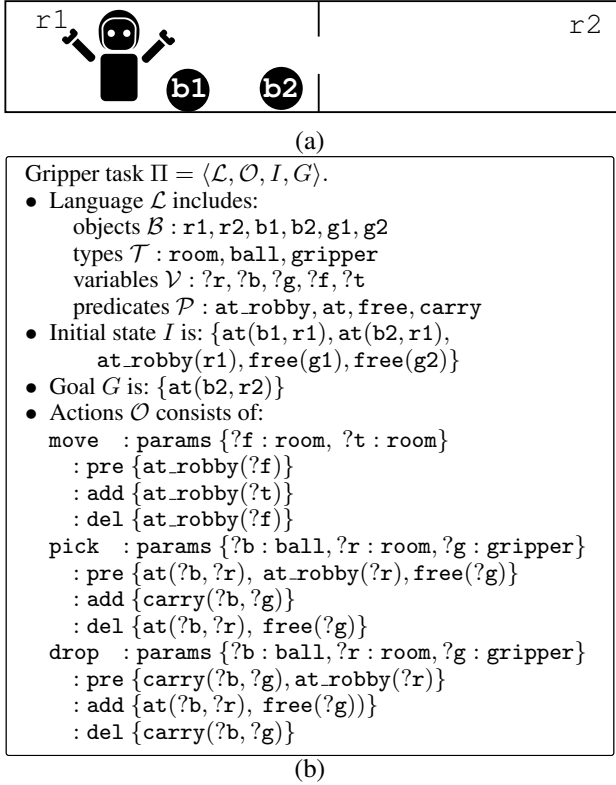 r1 r2
b1 b2
(a)
Gripper task Π = ⟨ℒ, 𝒪, I, G⟩.
• Language ℒ includes:
objects ℬ : r1, r2, b1, b2, g1, g2
types 𝒯 : room, ball, gripper
variables 𝒱 : ?r, ?b, ?g, ?f, ?t
predicates 𝒫 : at_robby, at, free, carry
• Initial state I is: {at(b1, r1), at(b2, r1),
at_robby(r1), free(g1), free(g2)}
• Goal G is: {at(b2, r2)}
• Actions 𝒪 consists of:
move : params {?f : room, ?t : room}
: pre {at_robby(?f)}
: add {at_robby(?t)}
: del {at_robby(?f)}
pick : params {?b : ball, ?r : room, ?g : gripper}
: pre {at(?b, ?r), at_robby(?r), free(?g)}
: add {carry(?b, ?g)}
: del {at(?b, ?r), free(?g)}
drop : params {?b : ball, ?r : room, ?g : gripper}
: pre {carry(?b, ?g), at_robby(?r)}
: add {at(?b, ?r), free(?g))}
: del {carry(?b, ?g)}
(b)